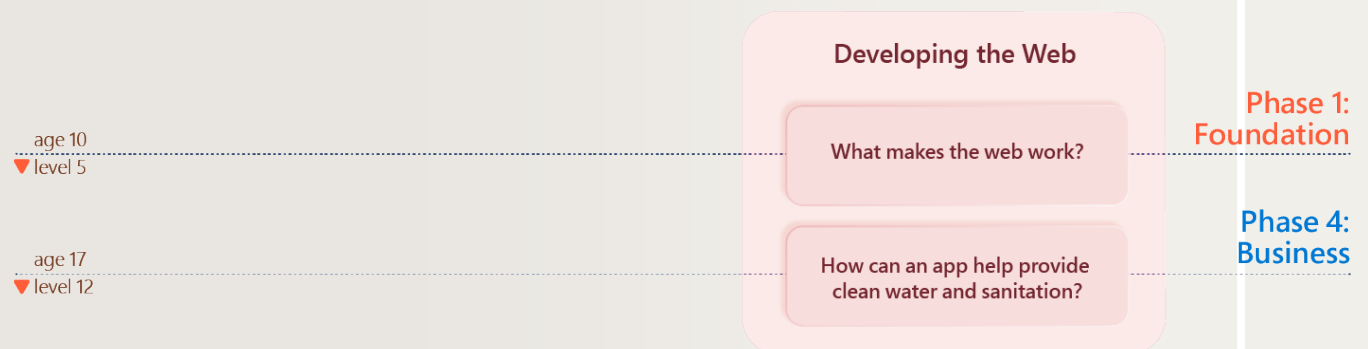 Developing the Web
Phase 1:
Foundation
age 10
level 5
What makes the web work?
Phase 4:
Business
age 17
level 12
How can an app help provide
clean water and sanitation?